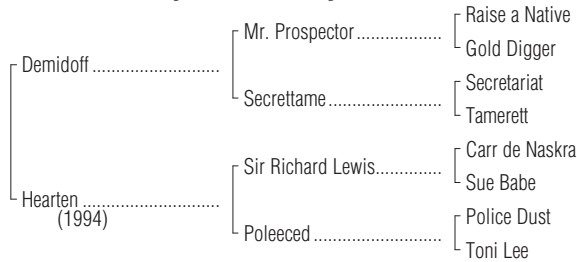 Raise a Native
Mr. Prospector ..................
Gold Digger
Demidoff ...........................
Secretariat
Secrettame ........................
Tamerett
Carr de Naskra
Sir Richard Lewis..............
Sue Babe
Hearten .............................
(1994)
Police Dust
Poleeced ...........................
Toni Lee